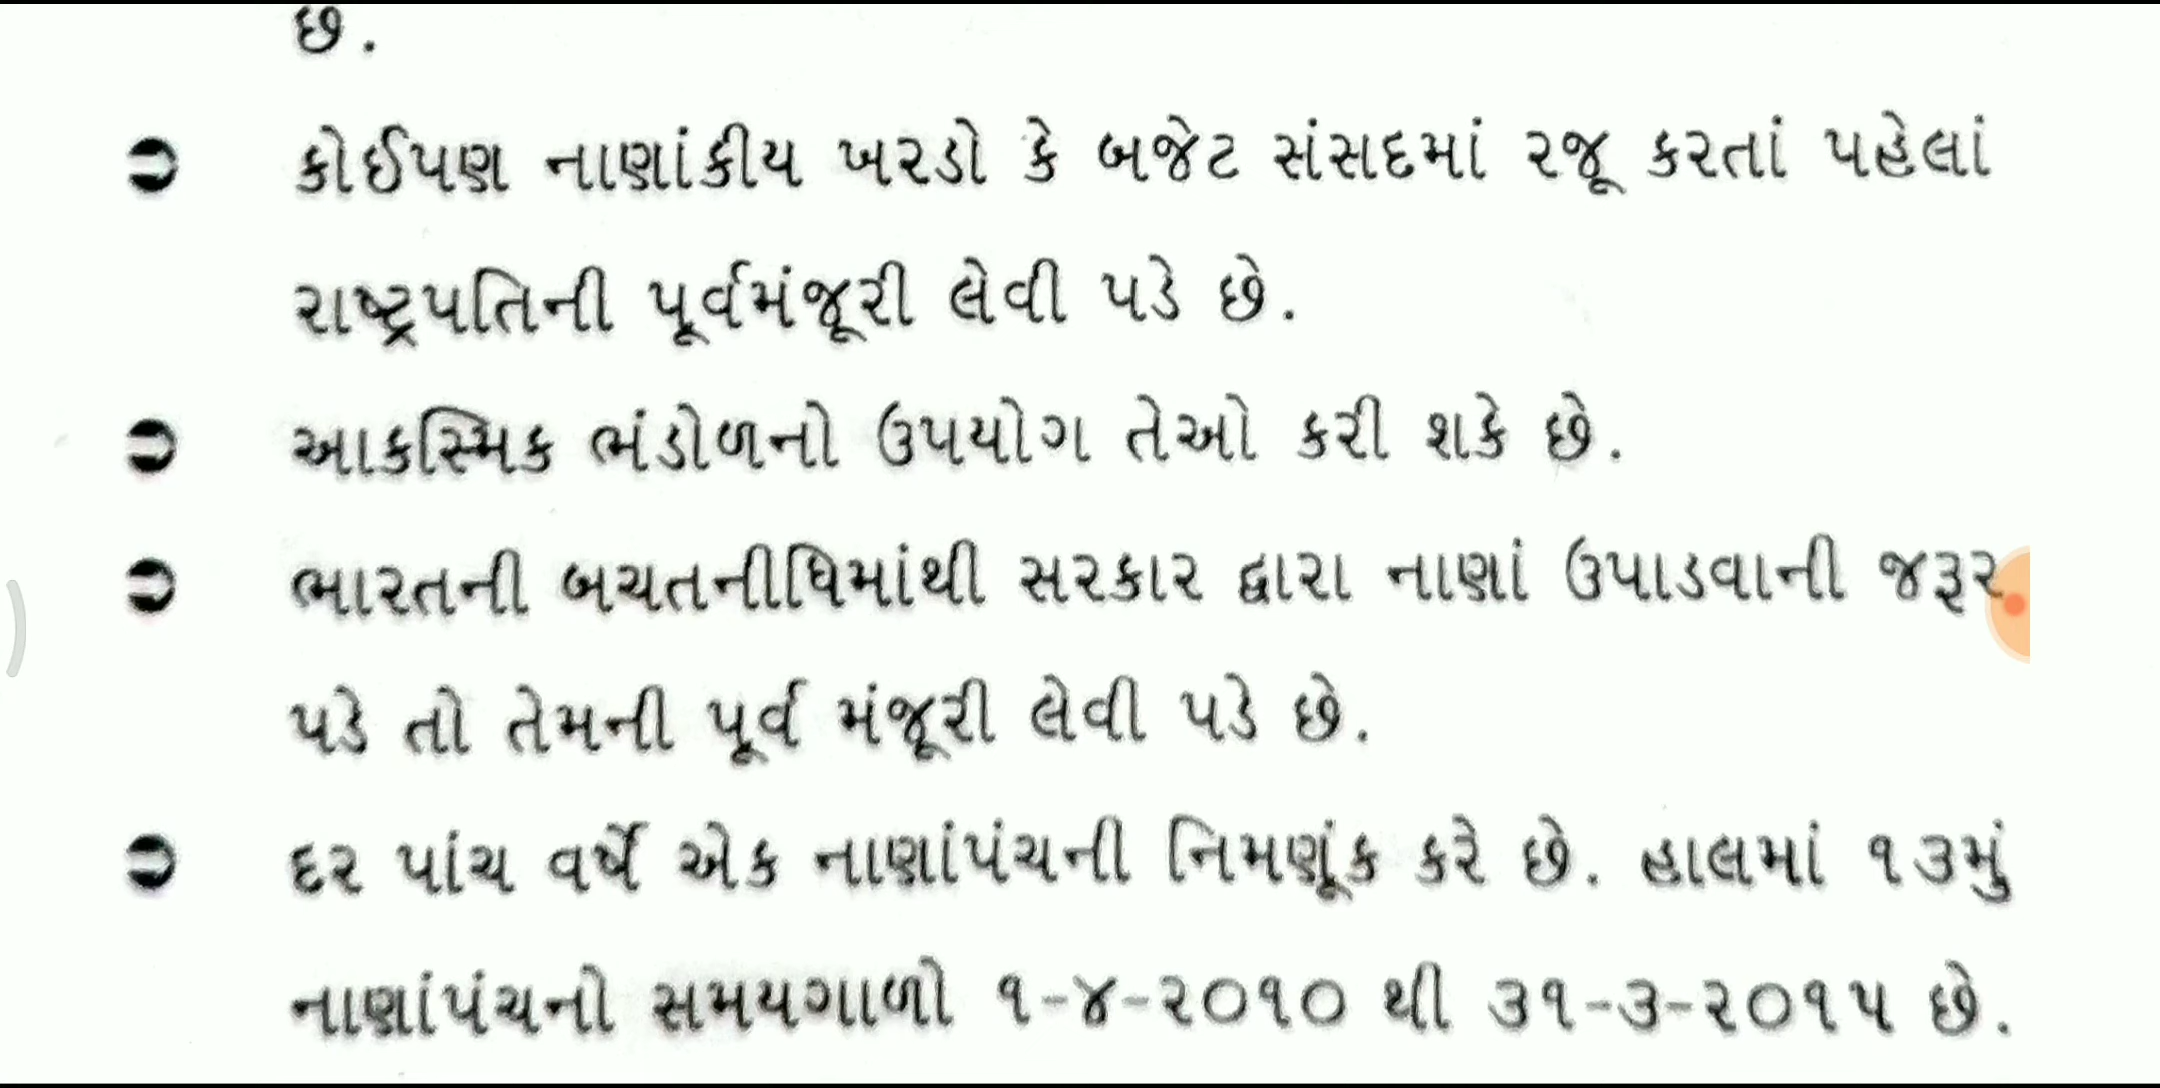 છે.
➲ કોઈપણ નાણાંકીય ખરડો કે બજેટ સંસદમાં રજૂ કરતાં પહેલાં
રાષ્ટ્રપતિની પૂર્વમંજૂરી લેવી પડે છે.
➲ આકસ્મિક ભંડોળનો ઉપયોગ તેઓ કરી શકે છે.
➲ ભારતની બચતનીધિમાંથી સરકાર દ્વારા નાણાં ઉપાડવાની જરૂર
પડે તો તેમની પૂર્વ મંજૂરી લેવી પડે છે.
➲ દર પાંચ વર્ષે એક નાણાંપંચની નિમણૂંક કરે છે. હાલમાં ૧૩મું
નાણાંપંચનો સમયગાળો ૧-૪-૨૦૧૦ થી ૩૧-૩-૨૦૧૫ છે.